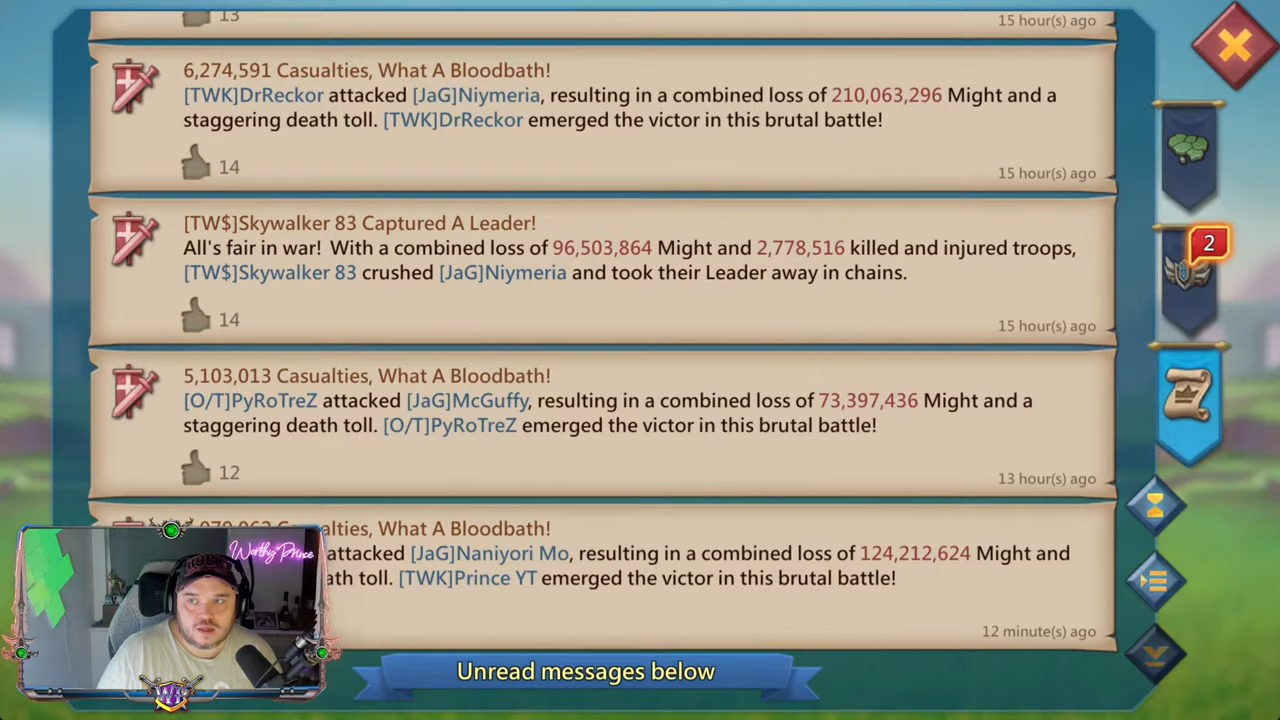 13
15 hour(s) ago
6,274,591 Casualties, What A Bloodbath!
[TWK]DrReckor attacked [JaG]Niymeria, resulting in a combined loss of 210,063,296 Might and a
staggering death toll. [TWK]DrReckor emerged the victor in this brutal battle!
14
15 hour(s) ago
[TW$]Skywalker 83 Captured A Leader!
All's fair in war! With a combined loss of 96,503,864 Might and 2,778,516 killed and injured troops,
[TW$]Skywalker 83 crushed [JaG]Niymeria and took their Leader away in chains.
14
15 hour(s) ago
5,103,013 Casualties, What A Bloodbath!
[O/T]PyRoTreZ attacked [JaG]McGuffy, resulting in a combined loss of 73,397,436 Might and a
staggering death toll. [O/T]PyRoTreZ emerged the victor in this brutal battle!
12
13 hour(s) ago
What A Bloodbath!
attacked [JaG]Naniyori Mo, resulting in a combined loss of 124,212,624 Might and
toll. [TWK]Prince YT emerged the victor in this brutal battle!
12 minute(s) ago
Unread messages below
2
Worthy Prince